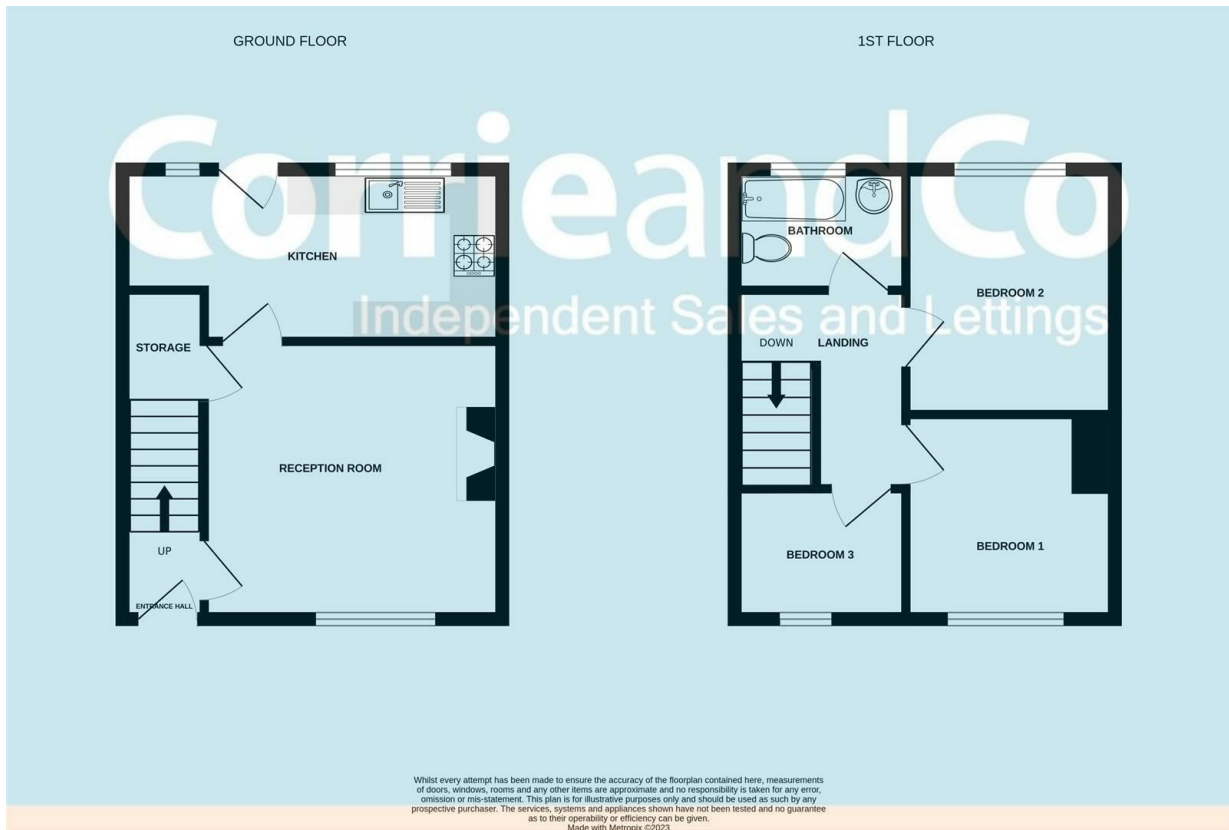 GROUND FLOOR
1ST FLOOR
CorrieandCo
Independent Sales and Lettings
KITCHEN
STORAGE
RECEPTION ROOM
UP
ENTRANCE HALL
BATHROOM
BEDROOM 2
DOWN
LANDING
BEDROOM 3
BEDROOM 1
Whilst every attempt has been made to ensure the accuracy of the floorplan contained here, measurements
of doors, windows, rooms and any other items are approximate and no responsibility is taken for any error,
omission or mis-statement. This plan is for illustrative purposes only and should be used as such by any
prospective purchaser. The services, systems and appliances shown have not been tested and no guarantee
as to their operability or efficiency can be given.
Made with Metropix ©2023